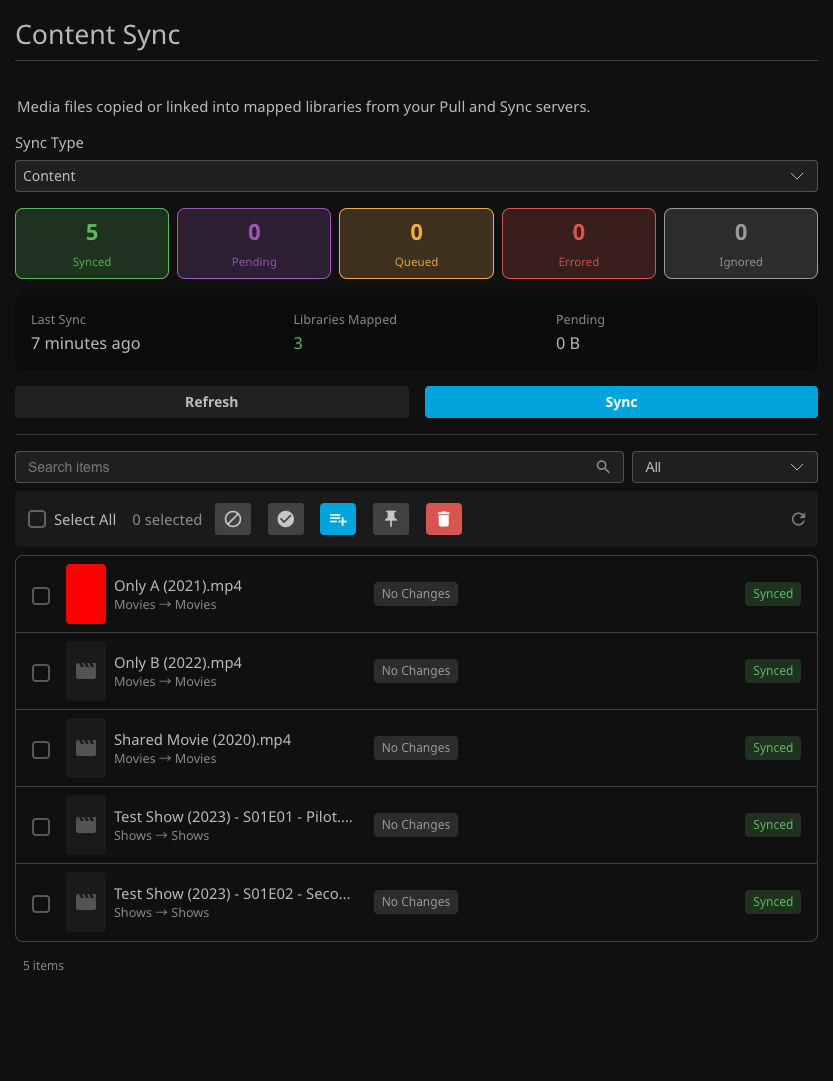 Content Sync
Media files copied or linked into mapped libraries from your Pull and Sync servers.
Sync Type
Content
5
Synced
0
Pending
0
Queued
0
Errored
0
Ignored
Last Sync
7 minutes ago
Libraries Mapped
3
Pending
0 B
Refresh
Sync
Search items
All
Select All
0 selected
Only A (2021).mp4
Movies → Movies
No Changes
Synced
Only B (2022).mp4
Movies → Movies
No Changes
Synced
Shared Movie (2020).mp4
Movies → Movies
No Changes
Synced
Test Show (2023) - S01E01 - Pilot....
Shows → Shows
No Changes
Synced
Test Show (2023) - S01E02 - Seco...
Shows → Shows
No Changes
Synced
5 items